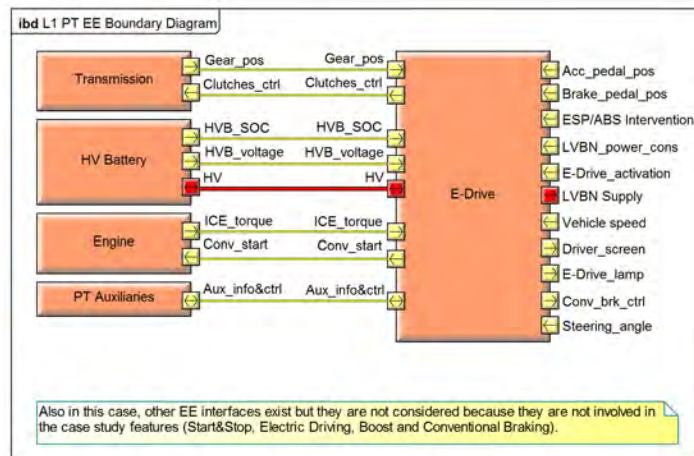 ibd L1 PT EE Boundary Diagram
Transmission
Gear_pos Gear_pos
Clutches_ctrl Clutches_ctrl
HV Battery
HVB_SOC HVB_SOC
HVB_voltage HVB_voltage
HV HV
Engine
ICE_torque ICE_torque
Conv_start Conv_start
PT Auxiliaries
Aux_info&ctrl Aux_info&ctrl
E-Drive
Acc_pedal_pos
Brake_pedal_pos
ESP/ABS Intervention
LVBN_power_cons
E-Drive_activation
LVBN Supply
Vehicle speed
Driver_screen
E-Drive_lamp
Conv_brk_ctrl
Steering_angle
Also in this case, other EE interfaces exist but they are not considered because they are not involved in
the case study features (Start&Stop, Electric Driving, Boost and Conventional Braking).